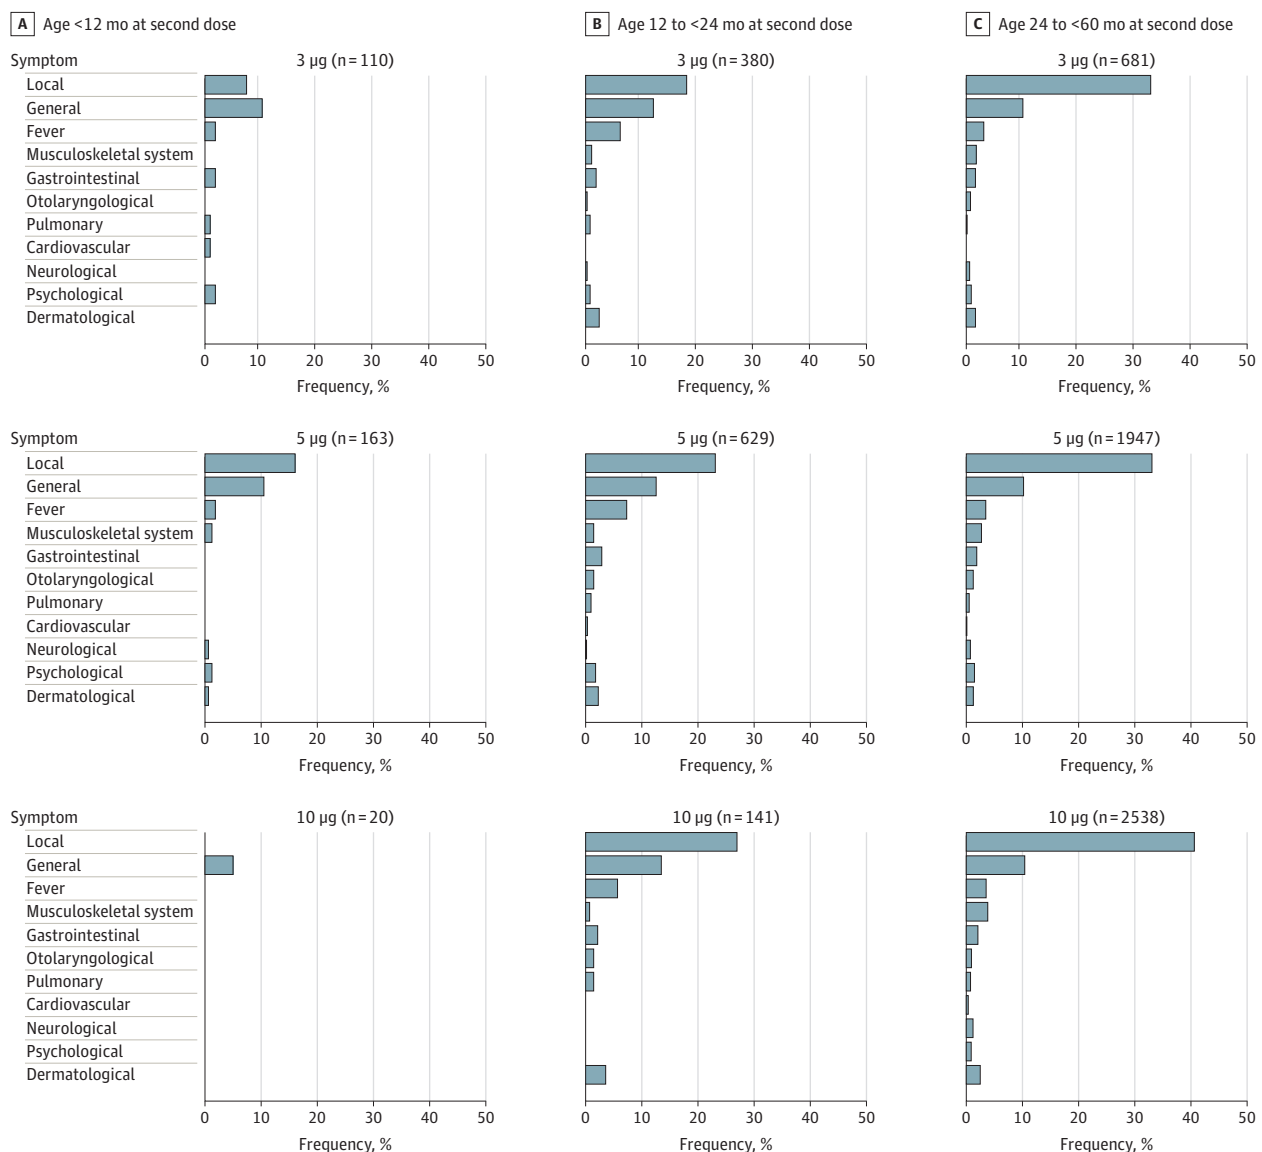 A Age <12 mo at second dose
B Age 12 to <24 mo at second dose
C Age 24 to <60 mo at second dose
Symptom
3 µg (n=110)
3 µg (n=380)
3 µg (n=681)
Local
General
Fever
Musculoskeletal system
Gastrointestinal
Otolaryngological
Pulmonary
Cardiovascular
Neurological
Psychological
Dermatological
0 10 20 30 40 50
0 10 20 30 40 50
0 10 20 30 40 50
Frequency, %
Frequency, %
Frequency, %
Symptom
5 µg (n=163)
5 µg (n=629)
5 µg (n=1947)
Local
General
Fever
Musculoskeletal system
Gastrointestinal
Otolaryngological
Pulmonary
Cardiovascular
Neurological
Psychological
Dermatological
0 10 20 30 40 50
0 10 20 30 40 50
0 10 20 30 40 50
Frequency, %
Frequency, %
Frequency, %
Symptom
10 µg (n=20)
10 µg (n=141)
10 µg (n=2538)
Local
General
Fever
Musculoskeletal system
Gastrointestinal
Otolaryngological
Pulmonary
Cardiovascular
Neurological
Psychological
Dermatological
0 10 20 30 40 50
0 10 20 30 40 50
0 10 20 30 40 50
Frequency, %
Frequency, %
Frequency, %